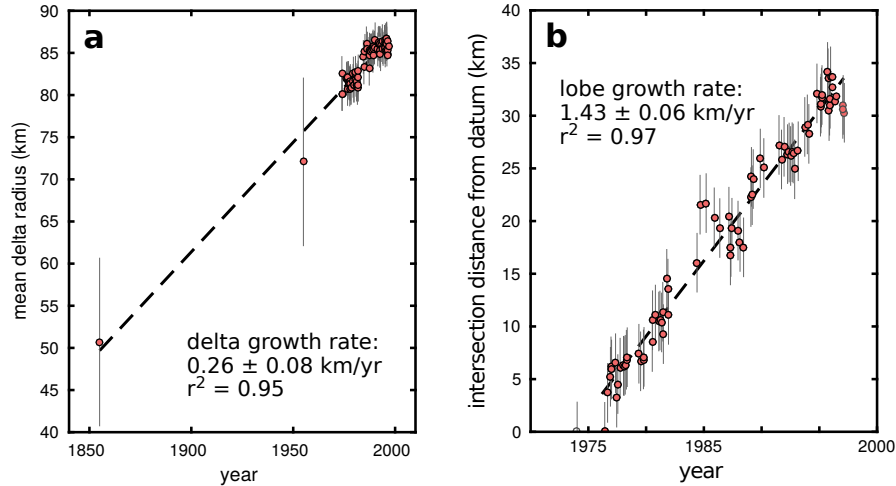 a
mean delta radius (km)
90
85
80
75
70
65
60
55
50
45
40
delta growth rate:
0.26 ± 0.08 km/yr
r² = 0.95
1850
1900
1950
2000
year
b
intersection distance from datum (km)
40
35
30
25
20
15
10
5
0
lobe growth rate:
1.43 ± 0.06 km/yr
r² = 0.97
1975
1985
2000
year